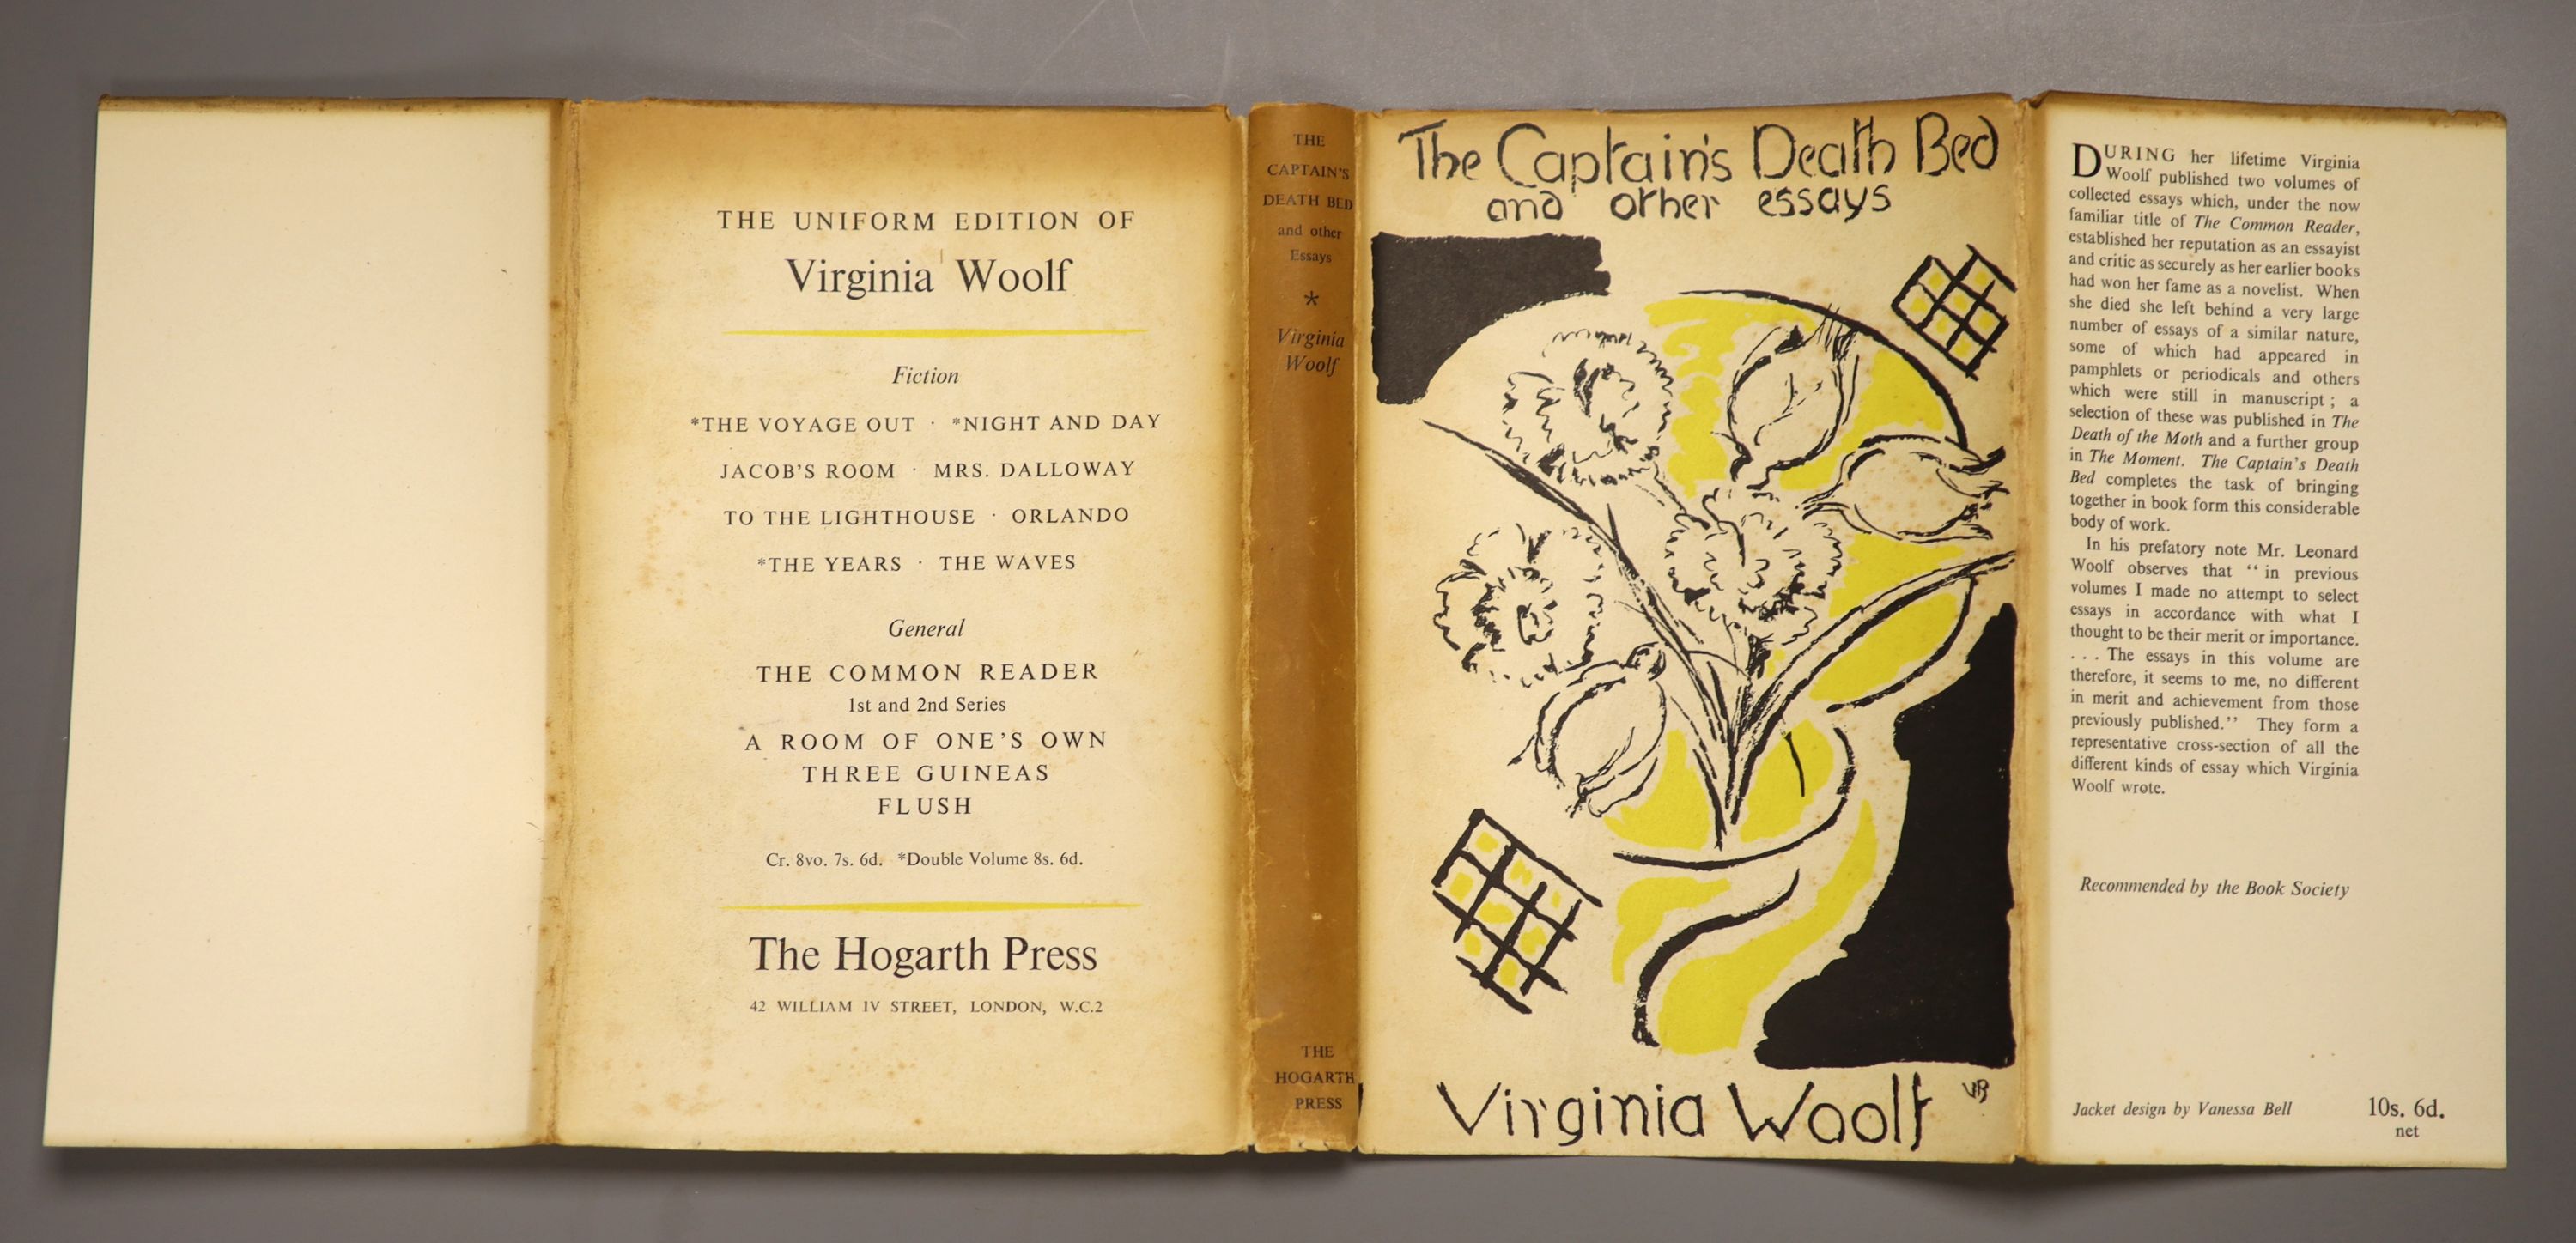 THE UNIFORM EDITION OF
Virginia Woolf
Fiction
*THE VOYAGE OUT · *NIGHT AND DAY
JACOB'S ROOM · MRS. DALLOWAY
TO THE LIGHTHOUSE · ORLANDO
*THE YEARS · THE WAVES
General
THE COMMON READER
1st and 2nd Series
A ROOM OF ONE'S OWN
THREE GUINEAS
FLUSH
Cr. 8vo. 7s. 6d. *Double Volume 8s. 6d.
The Hogarth Press
42 WILLIAM IV STREET, LONDON, W.C.2
THE
CAPTAIN'S
DEATH BED
and other
Essays
*
Virginia
Woolf
THE
HOGARTH
PRESS
The Captain's Death Bed
and other essays
Virginia Woolf
VB
DURING her lifetime Virginia
Woolf published two volumes of
collected essays which, under the now
familiar title of The Common Reader,
established her reputation as an essayist
and critic as securely as her earlier books
had won her fame as a novelist. When
she died she left behind a very large
number of essays of a similar nature,
some of which had appeared in
pamphlets or periodicals and others
which were still in manuscript ; a
selection of these was published in The
Death of the Moth and a further group
in The Moment. The Captain's Death
Bed completes the task of bringing
together in book form this considerable
body of work.
In his prefatory note Mr. Leonard
Woolf observes that “ in previous
volumes I made no attempt to select
essays in accordance with what I
thought to be their merit or importance.
. . . The essays in this volume are
therefore, it seems to me, no different
in merit and achievement from those
previously published.” They form a
representative cross-section of all the
different kinds of essay which Virginia
Woolf wrote.
Recommended by the Book Society
Jacket design by Vanessa Bell
10s. 6d.
net